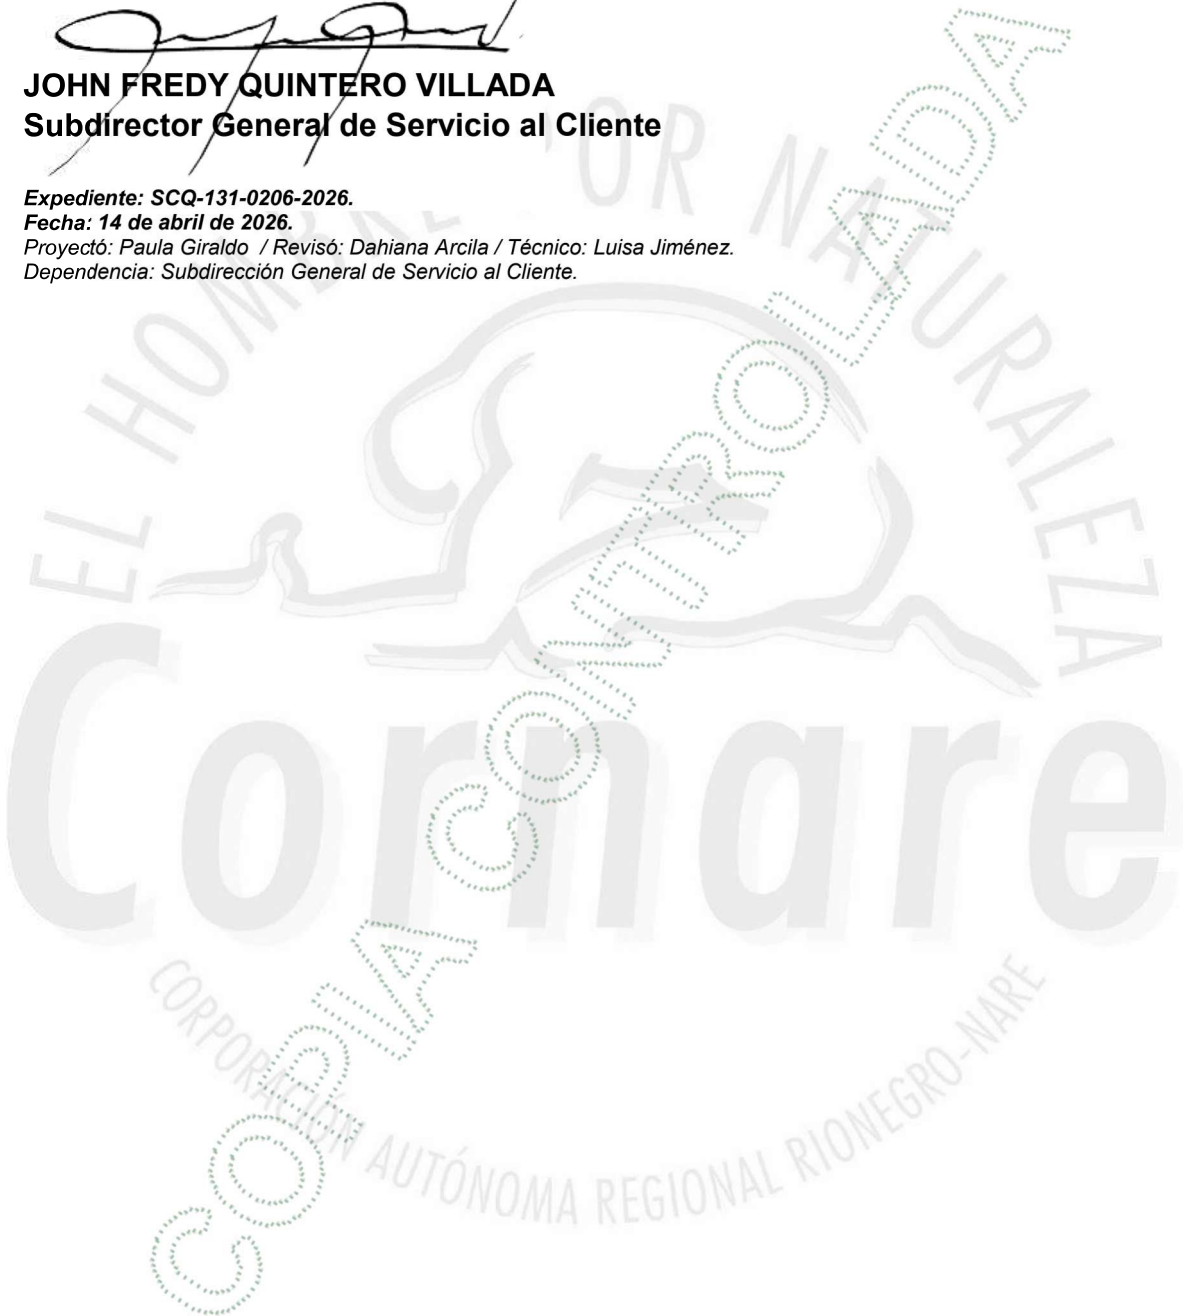 JOHN FREDY QUINTERO VILLADA
Subdirector General de Servicio al Cliente
Expediente: SCQ-131-0206-2026.
Fecha: 14 de abril de 2026.
Proyectó: Paula Giraldo / Revisó: Dahiana Arcila / Técnico: Luisa Jiménez.
Dependencia: Subdirección General de Servicio al Cliente.
EL HOMBRE POR NATURALEZA
Cornare
CORPORACIÓN AUTÓNOMA REGIONAL RIONEGRO-NARE
COPIA CONTROLADA